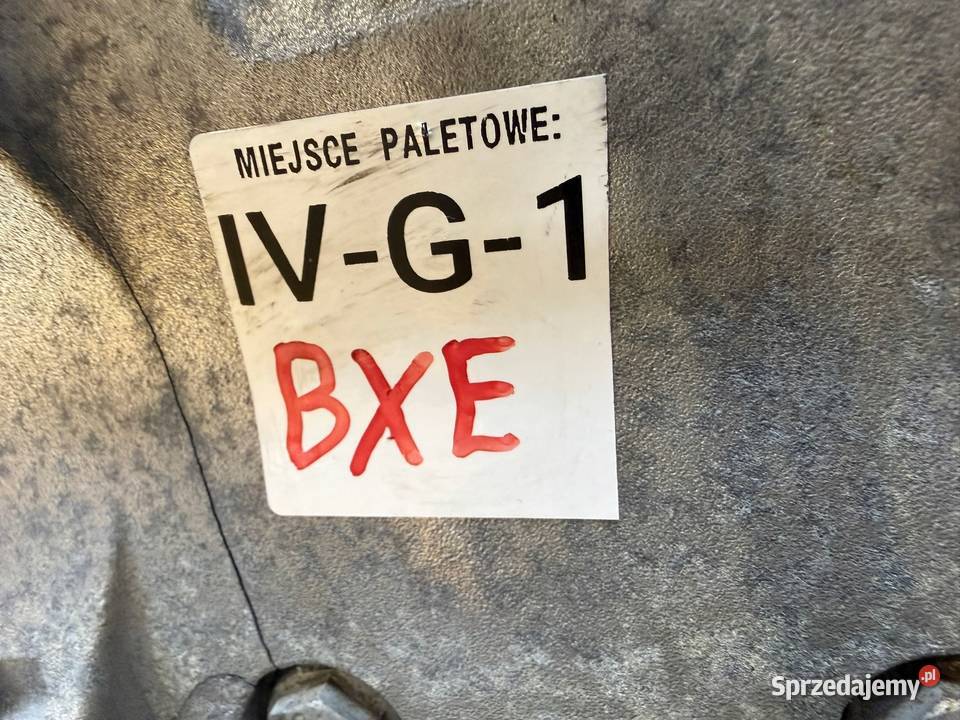 MIEJSCE PALETOWE:
IV-G-1
BXE
Sprzedajemy.pl